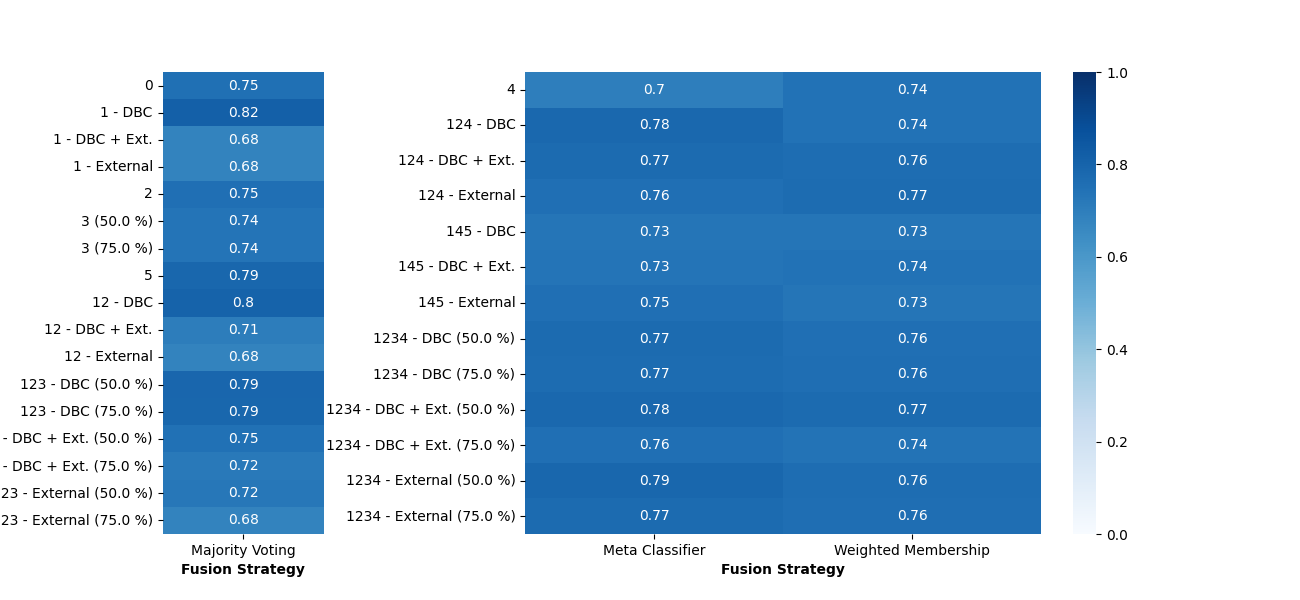 0 0.75
1 - DBC 0.82
1 - DBC + Ext. 0.68
1 - External 0.68
2 0.75
3 (50.0 %) 0.74
3 (75.0 %) 0.74
5 0.79
12 - DBC 0.8
12 - DBC + Ext. 0.71
12 - External 0.68
123 - DBC (50.0 %) 0.79
123 - DBC (75.0 %) 0.79
- DBC + Ext. (50.0 %) 0.75
- DBC + Ext. (75.0 %) 0.72
23 - External (50.0 %) 0.72
23 - External (75.0 %) 0.68
Majority Voting
Fusion Strategy
4 0.7 0.74
124 - DBC 0.78 0.74
124 - DBC + Ext. 0.77 0.76
124 - External 0.76 0.77
145 - DBC 0.73 0.73
145 - DBC + Ext. 0.73 0.74
145 - External 0.75 0.73
1234 - DBC (50.0 %) 0.77 0.76
1234 - DBC (75.0 %) 0.77 0.76
1234 - DBC + Ext. (50.0 %) 0.78 0.77
1234 - DBC + Ext. (75.0 %) 0.76 0.74
1234 - External (50.0 %) 0.79 0.76
1234 - External (75.0 %) 0.77 0.76
Meta Classifier Weighted Membership
Fusion Strategy
1.0
0.8
0.6
0.4
0.2
0.0